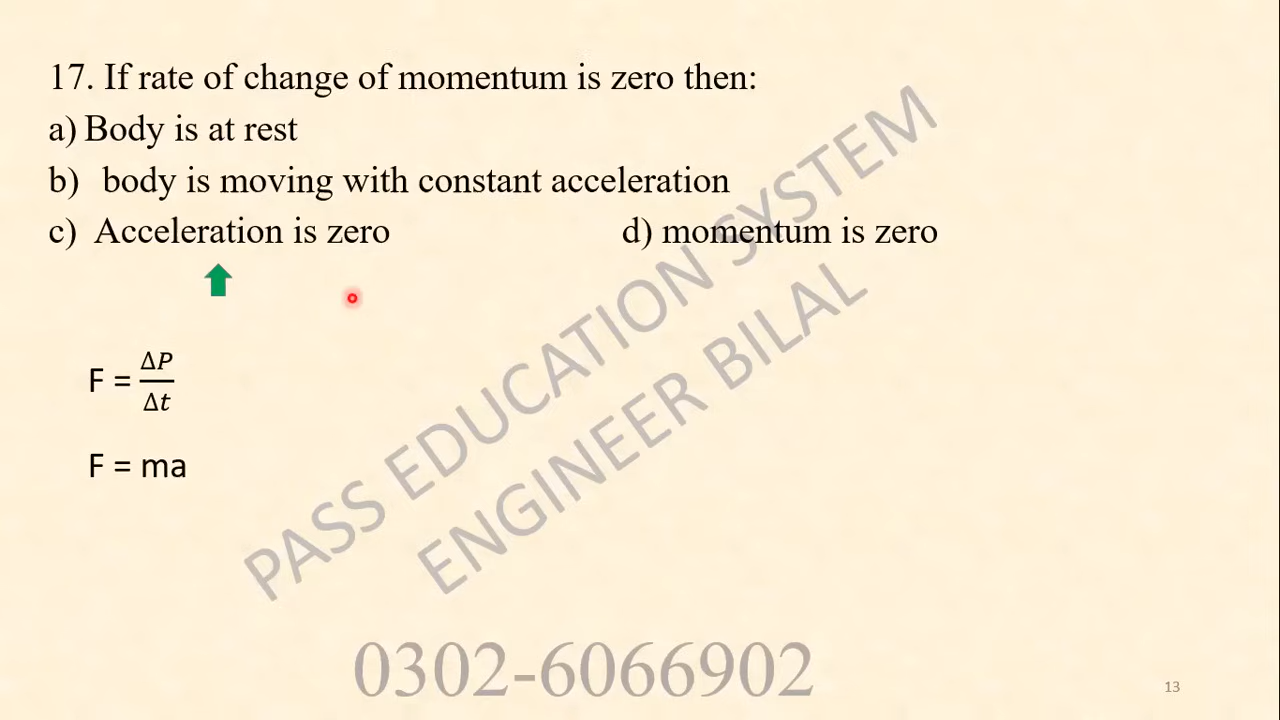 17. If rate of change of momentum is zero then:
a) Body is at rest
b) body is moving with constant acceleration
c) Acceleration is zero d) momentum is zero
F = ΔP/Δt
F = ma
PASS EDUCATION SYSTEM
ENGINEER BILAL
0302-6066902
13